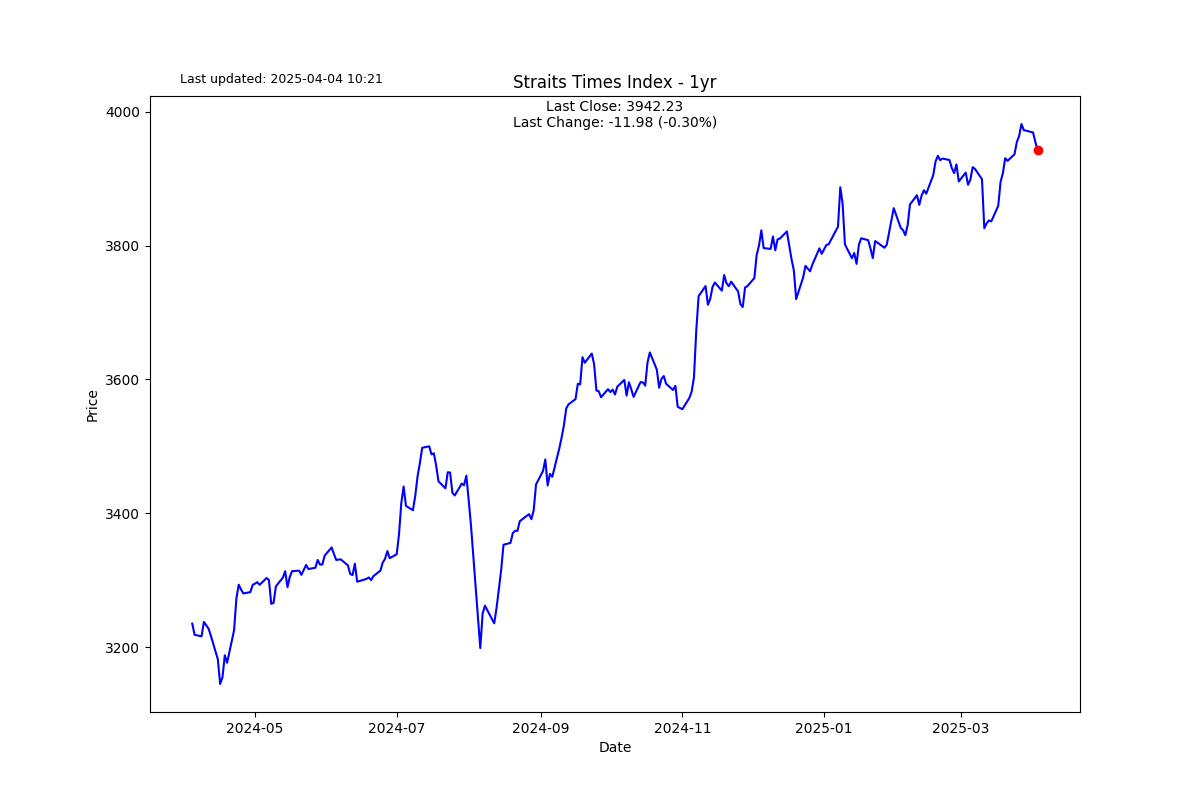 Last updated: 2025-04-04 10:21
Straits Times Index - 1yr
Last Close: 3942.23
Last Change: -11.98 (-0.30%)
4000
3800
3600
3400
3200
Price
2024-05
2024-07
2024-09
2024-11
2025-01
2025-03
Date